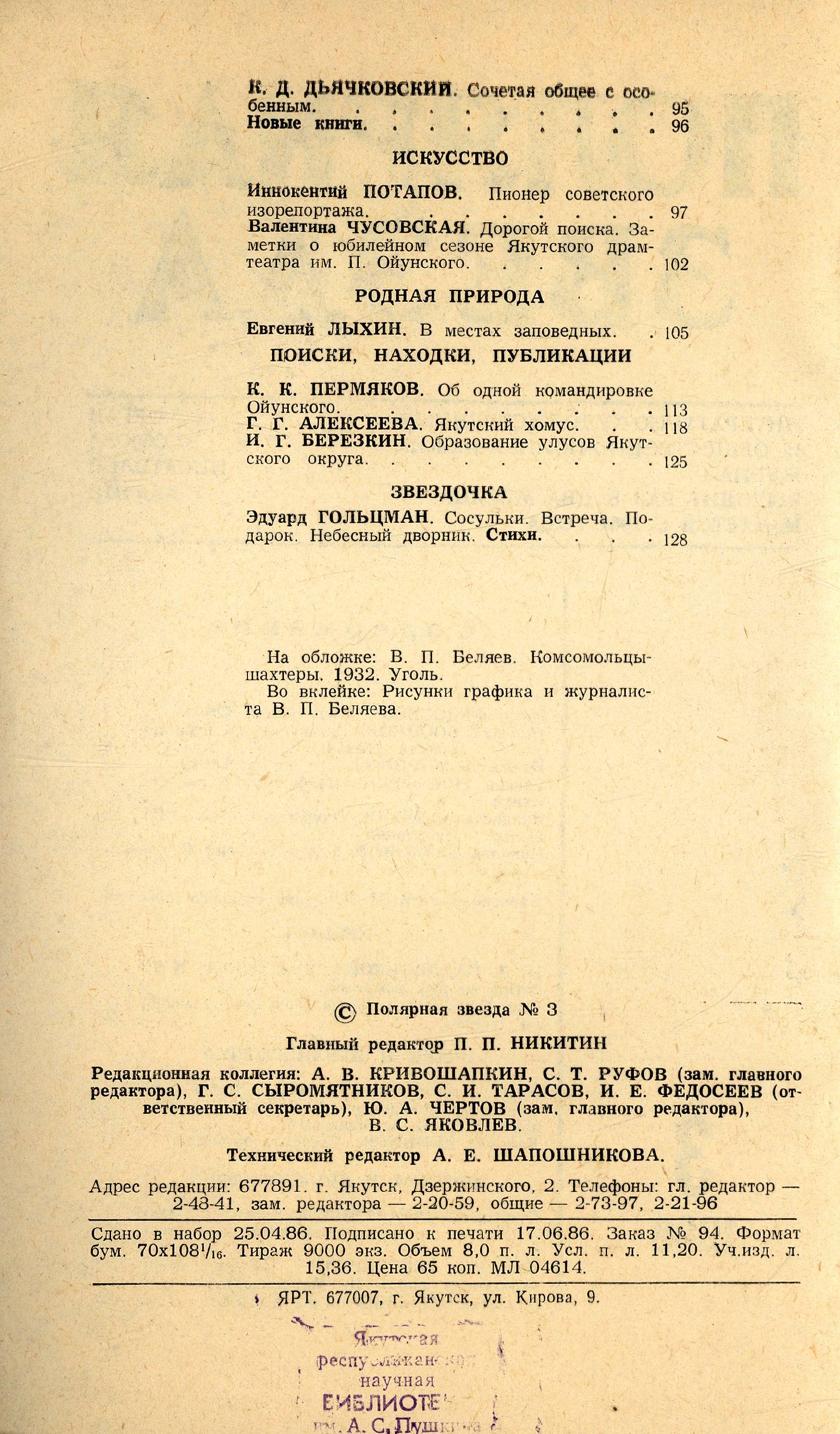 К. Д. ДЬЯЧКОВСКИЙ. Сочетая общее с осо-
бенным. . . . . . . . . 95
Новые книги. . . . . . . . . 96
ИСКУССТВО
Иннокентий ПОТАПОВ. Пионер советского
изорепортажа. . . . . . . . 97
Валентина ЧУСОВСКАЯ. Дорогой поиска. За-
метки о юбилейном сезоне Якутского драм-
театра им. П. Ойунского. . . . . . 102
РОДНАЯ ПРИРОДА
Евгений ЛЫХИН. В местах заповедных. . 105
ПОИСКИ, НАХОДКИ, ПУБЛИКАЦИИ
К. К. ПЕРМЯКОВ. Об одной командировке
Ойунского. . . . . . . . . 113
Г. Г. АЛЕКСЕЕВА. Якутский хомус. . . 118
И. Г. БЕРЕЗКИН. Образование улусов Якут-
ского округа. . . . . . . . . 125
ЗВЕЗДОЧКА
Эдуард ГОЛЬЦМАН. Сосульки. Встреча. По-
дарок. Небесный дворник. Стихи. . . . 128
На обложке: В. П. Беляев. Комсомольцы-
шахтеры. 1932. Уголь.
Во вклейке: Рисунки графика и журналис-
та В. П. Беляева.
© Полярная звезда № 3
Главный редактор П. П. НИКИТИН
Редакционная коллегия: А. В. КРИВОШАПКИН, С. Т. РУФОВ (зам. главного
редактора), Г. С. СЫРОМЯТНИКОВ, С. И. ТАРАСОВ, И. Е. ФЕДОСЕЕВ (от-
ветственный секретарь), Ю. А. ЧЕРТОВ (зам. главного редактора),
В. С. ЯКОВЛЕВ.
Технический редактор А. Е. ШАПОШНИКОВА.
Адрес редакции: 677891. г. Якутск, Дзержинского, 2. Телефоны: гл. редактор —
2-48-41, зам. редактора — 2-20-59, общие — 2-73-97, 2-21-96
Сдано в набор 25.04.86. Подписано к печати 17.06.86. Заказ № 94. Формат
бум. 70х108 1/16. Тираж 9000 экз. Объем 8,0 п. л. Усл. п. л. 11,20. Уч.изд. л.
15,36. Цена 65 коп. МЛ 04614.
ЯРТ. 677007, г. Якутск, ул. Кирова, 9.
научная
А. С.